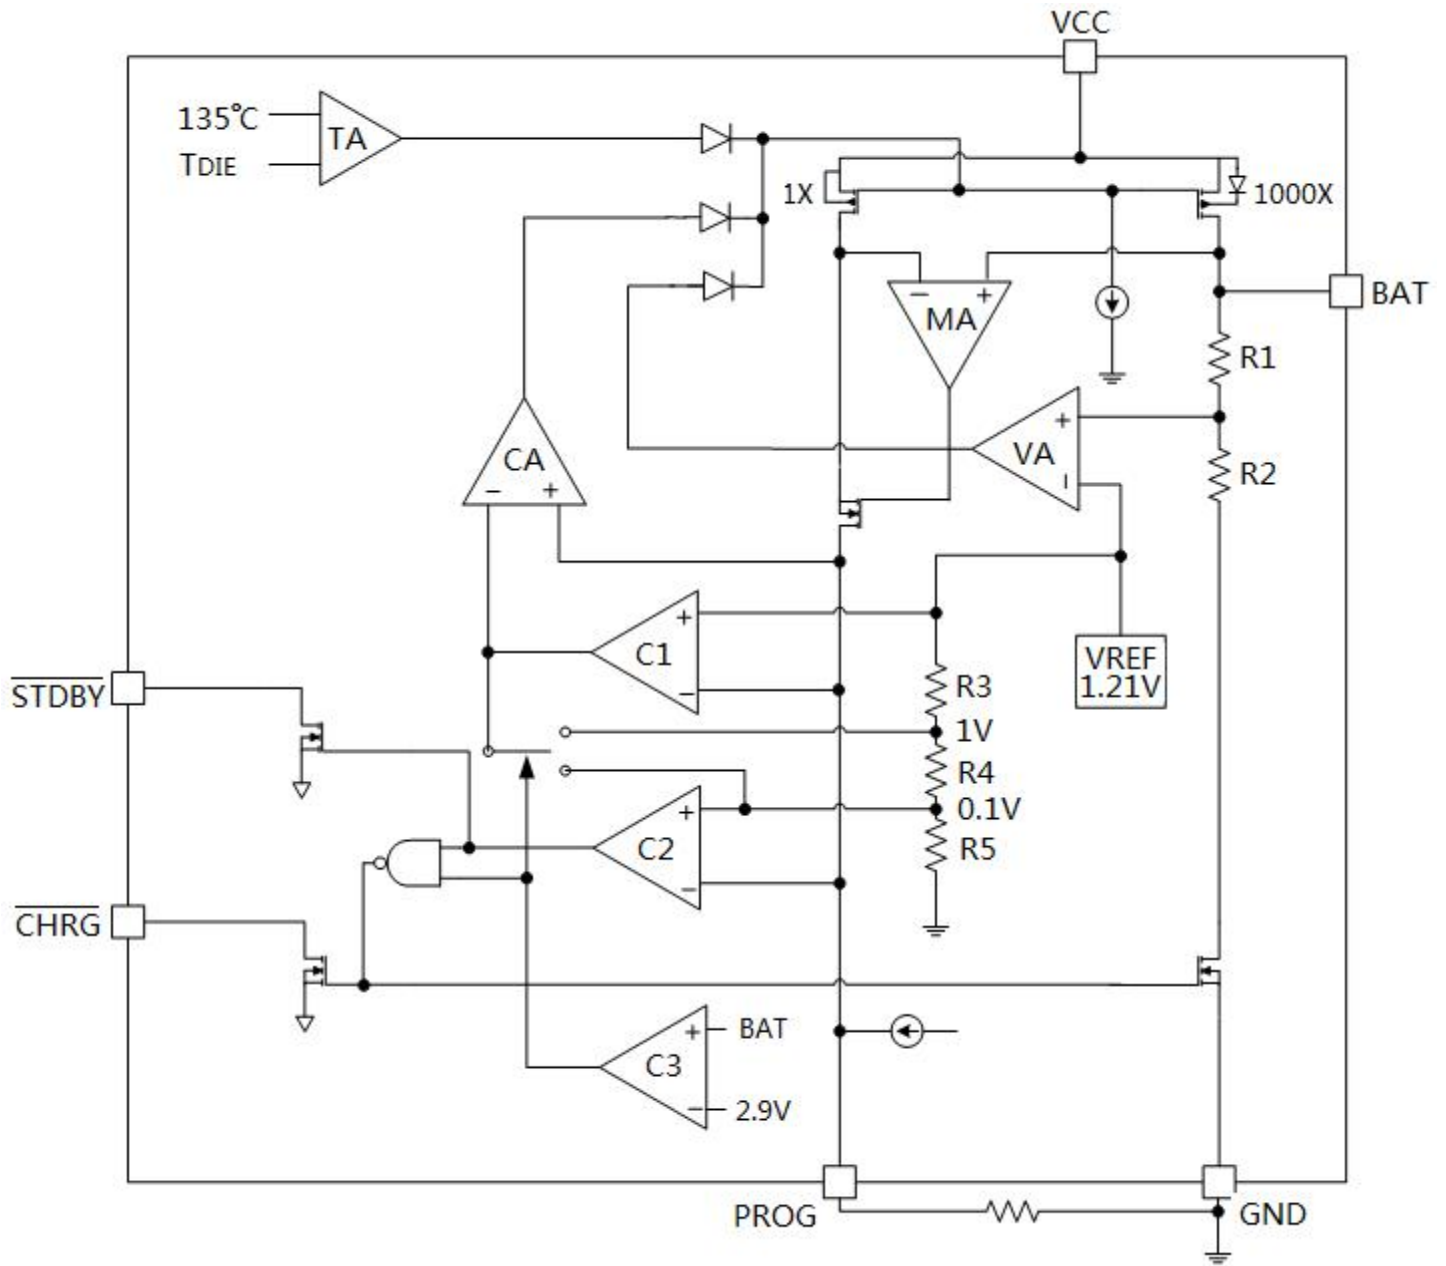 VCC
135℃
TA
TDIE
1X
1000X
− +
MA
BAT
R1
+
VA
−
CA
− +
R2
+
C1
−
VREF
1.21V
R3
STDBY
1V
R4
0.1V
+
C2
−
R5
CHRG
+
BAT
C3
−
2.9V
PROG
GND